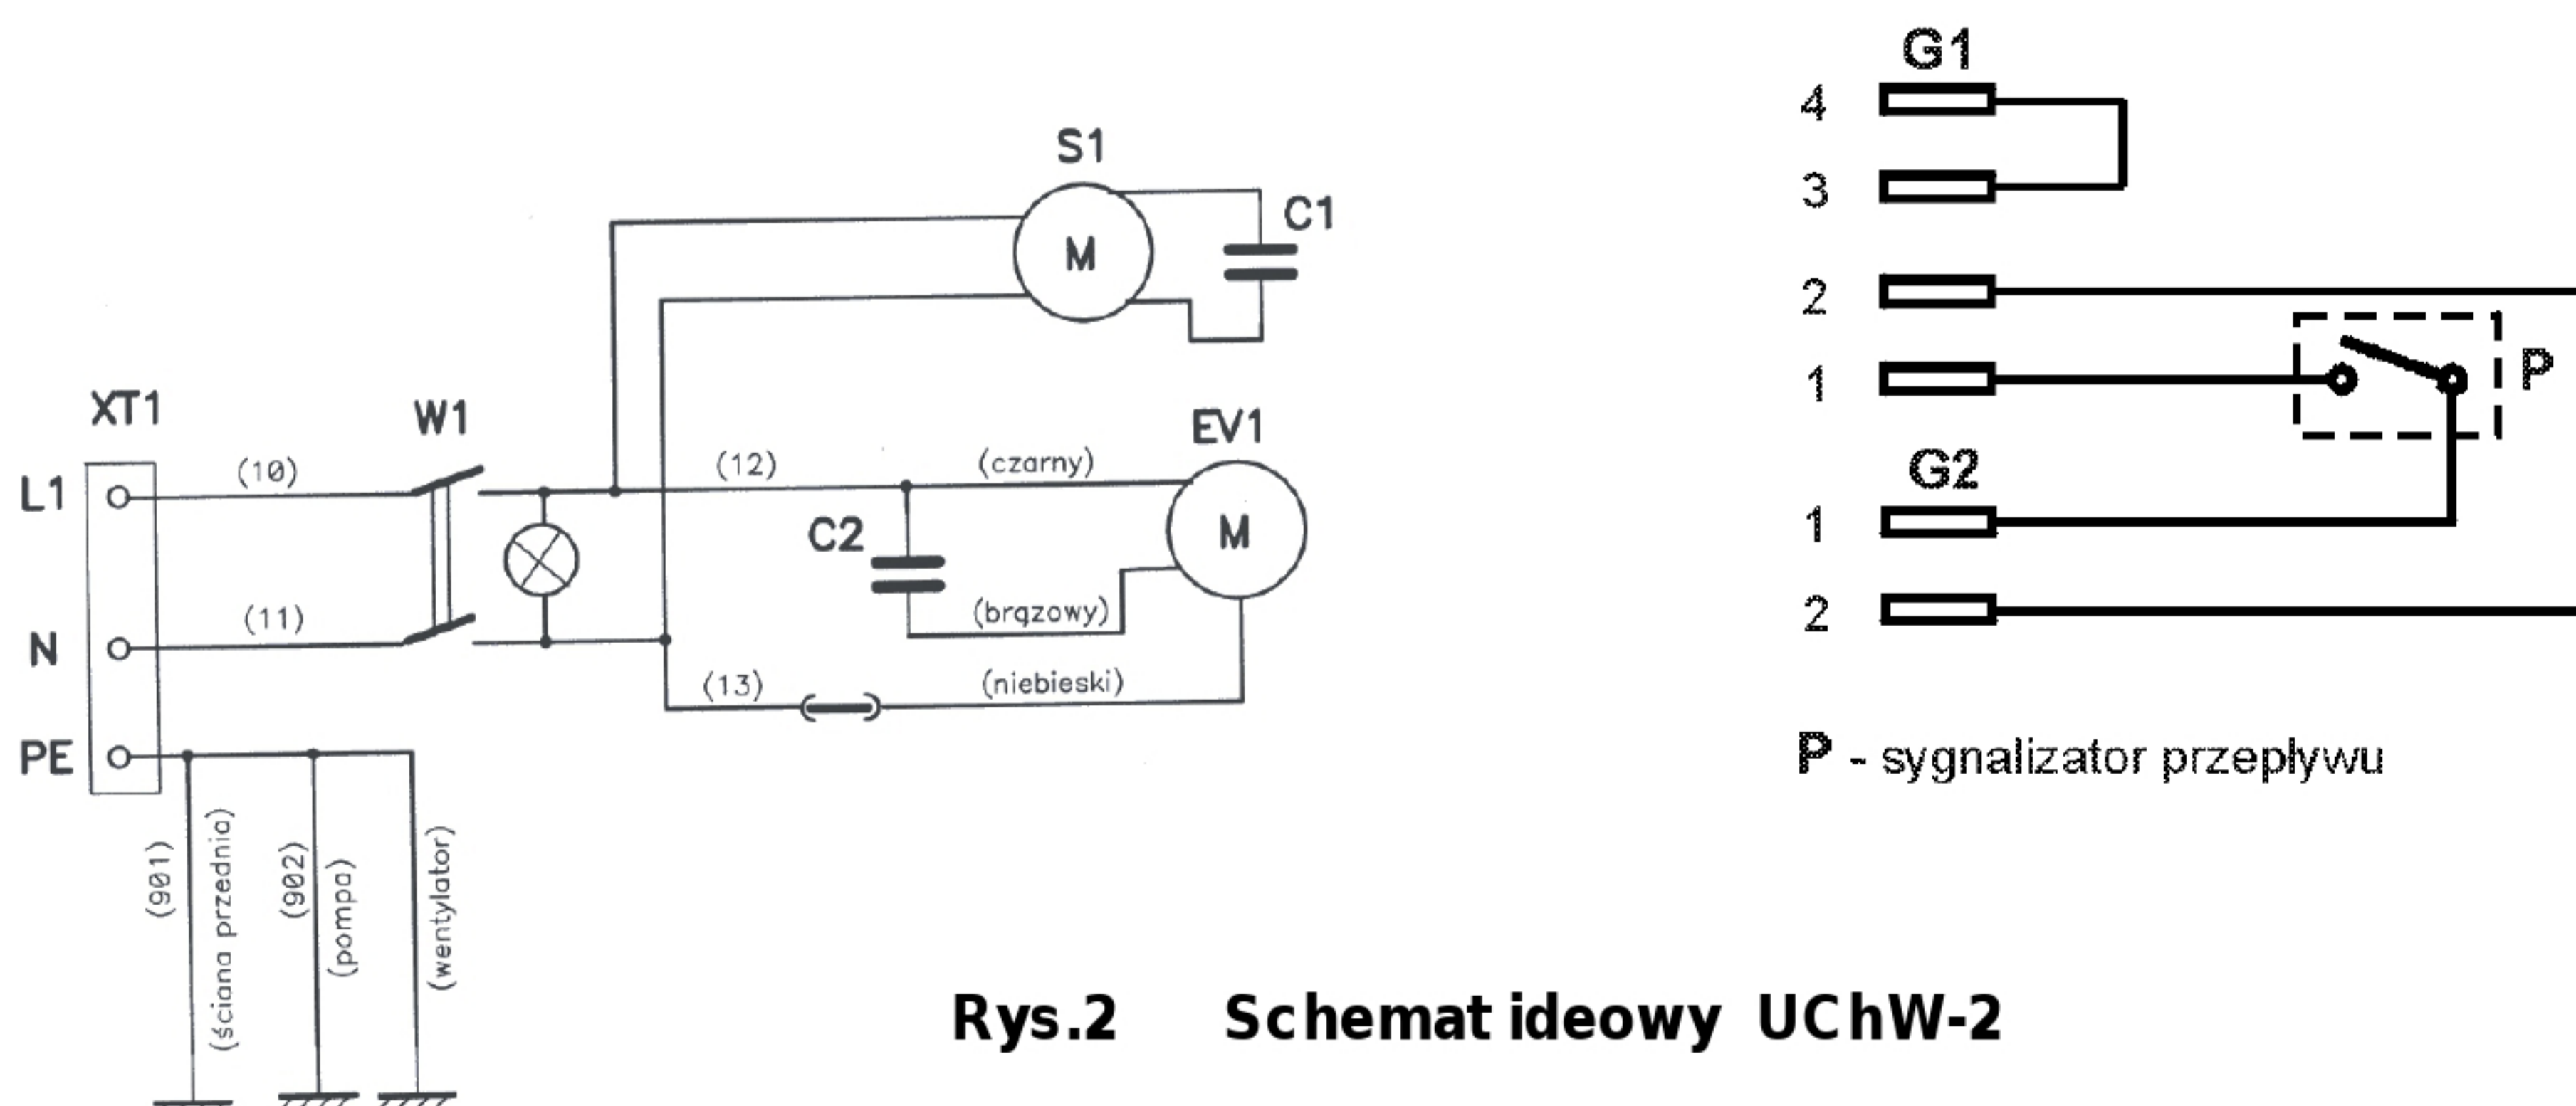 G1
4
3
2
1
P
G2
1
2
P - sygnalizator przepływu
S1
M
C1
XT1
W1
EV1
L1
(10)
(12)
(czarny)
C2
M
N
(11)
(brązowy)
(13)
(niebieski)
PE
(901)
(ściana przednia)
(902)
(pompa)
(wentylator)
Rys.2 Schemat ideowy UChW-2